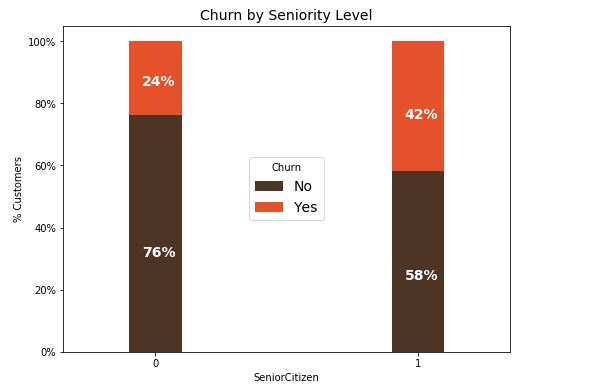 Churn by Seniority Level
100%
80%
60%
40%
20%
0%
% Customers
24%
76%
42%
58%
Churn
No
Yes
0
1
SeniorCitizen